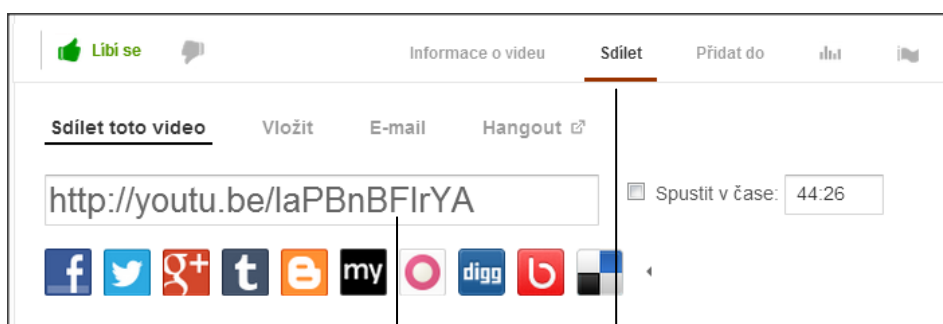 Líbi se Informace o videu Sdílet Přidat do
Sdílet toto video Vložit E-mail Hangout
http://youtu.be/laPBnBFIrYA Spustit v čase: 44:26
f g+ t B my digg b